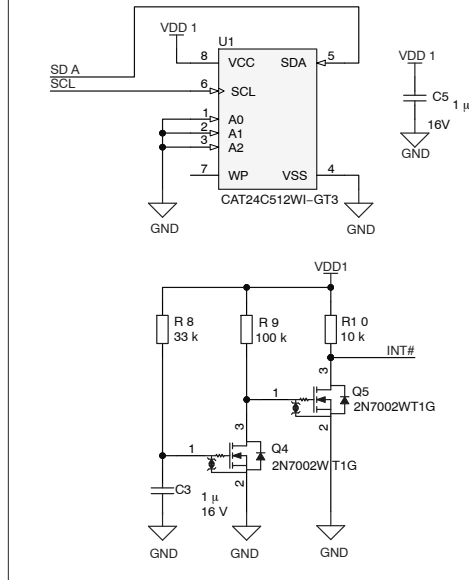 VDD 1
U1
8 VCC SDA 5
VDD 1
SD A
SCL
6 SCL
C5 1 μ
16V
1 A0
2 A1
3 A2
GND
7 WP VSS 4
CAT24C512WI-GT3
GND
GND
VDD1
R 8
33 k
R 9
100 k
R1 0
10 k
INT#
3
Q5
1
2N7002WT1G
2
3
Q4
1
2N7002W T1G
2
C3
1 μ
16 V
GND
GND
GND